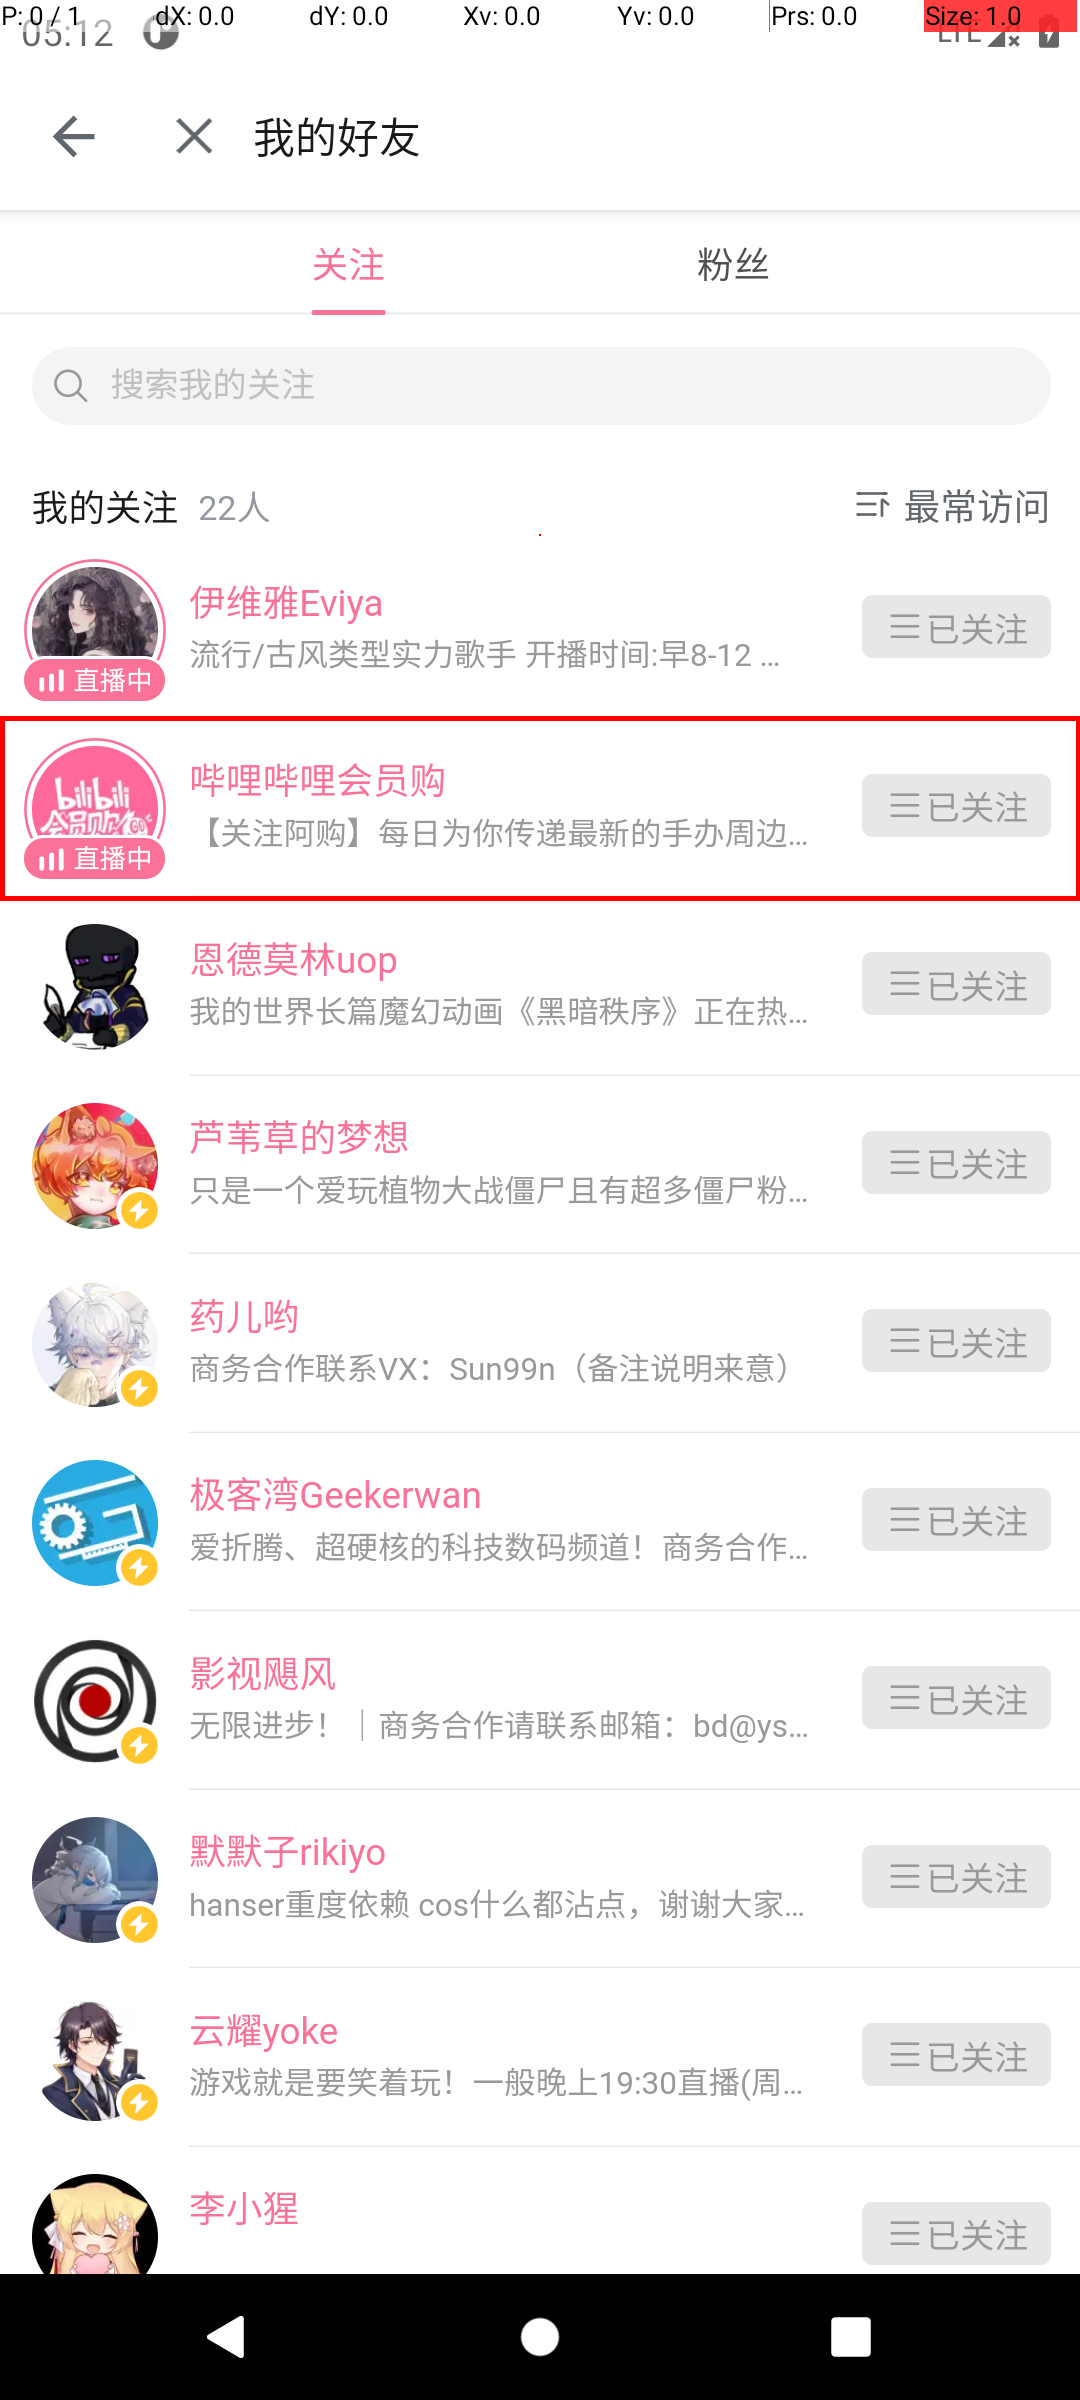 P: 0 / 1 dX: 0.0 dY: 0.0 Xv: 0.0 Yv: 0.0 Prs: 0.0 Size: 1.0
05:12 LTE
我的好友
关注 粉丝
搜索我的关注
我的关注 22人 最常访问
伊维雅Eviya
流行/古风类型实力歌手 开播时间:早8-12 ...
已关注
直播中
哔哩哔哩会员购
【关注阿购】每日为你传递最新的手办周边...
已关注
bilibili
会员购
直播中
恩德莫林uop
我的世界长篇魔幻动画《黑暗秩序》正在热...
已关注
芦苇草的梦想
只是一个爱玩植物大战僵尸且有超多僵尸粉...
已关注
药儿哟
商务合作联系VX：Sun99n（备注说明来意）
已关注
极客湾Geekerwan
爱折腾、超硬核的科技数码频道！商务合作...
已关注
影视飓风
无限进步！｜商务合作请联系邮箱：bd@ys...
已关注
默默子rikiyo
hanser重度依赖 cos什么都沾点，谢谢大家...
已关注
云耀yoke
游戏就是要笑着玩！一般晚上19:30直播(周...
已关注
李小猩
已关注